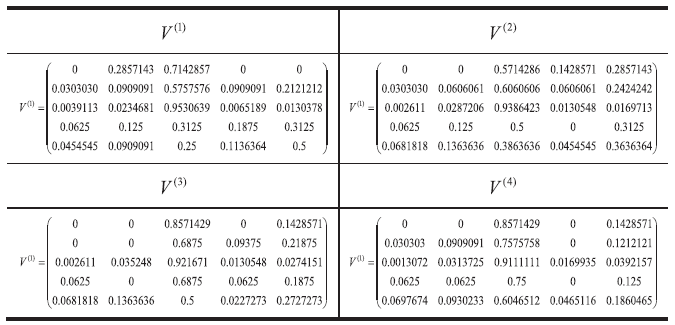 V(1) V(2)
V(1) = 0 0.2857143 0.7142857 0 0
0.0303030 0.0909091 0.5757576 0.0909091 0.2121212
0.0039113 0.0234681 0.9530639 0.0065189 0.0130378
0.0625 0.125 0.3125 0.1875 0.3125
0.0454545 0.0909091 0.25 0.1136364 0.5
V(1) = 0 0 0.5714286 0.1428571 0.2857143
0.0303030 0.0606061 0.6060606 0.0606061 0.2424242
0.002611 0.0287206 0.9386423 0.0130548 0.0169713
0.0625 0.125 0.5 0 0.3125
0.0681818 0.1363636 0.3863636 0.0454545 0.3636364
V(3) V(4)
V(1) = 0 0 0.8571429 0 0.1428571
0 0 0.6875 0.09375 0.21875
0.002611 0.035248 0.921671 0.0130548 0.0274151
0.0625 0 0.6875 0.0625 0.1875
0.0681818 0.1363636 0.5 0.0227273 0.2727273
V(1) = 0 0 0.8571429 0 0.1428571
0.030303 0.0909091 0.7575758 0 0.1212121
0.0013072 0.0313725 0.9111111 0.0169935 0.0392157
0.0625 0.0625 0.75 0 0.125
0.0697674 0.0930233 0.6046512 0.0465116 0.1860465